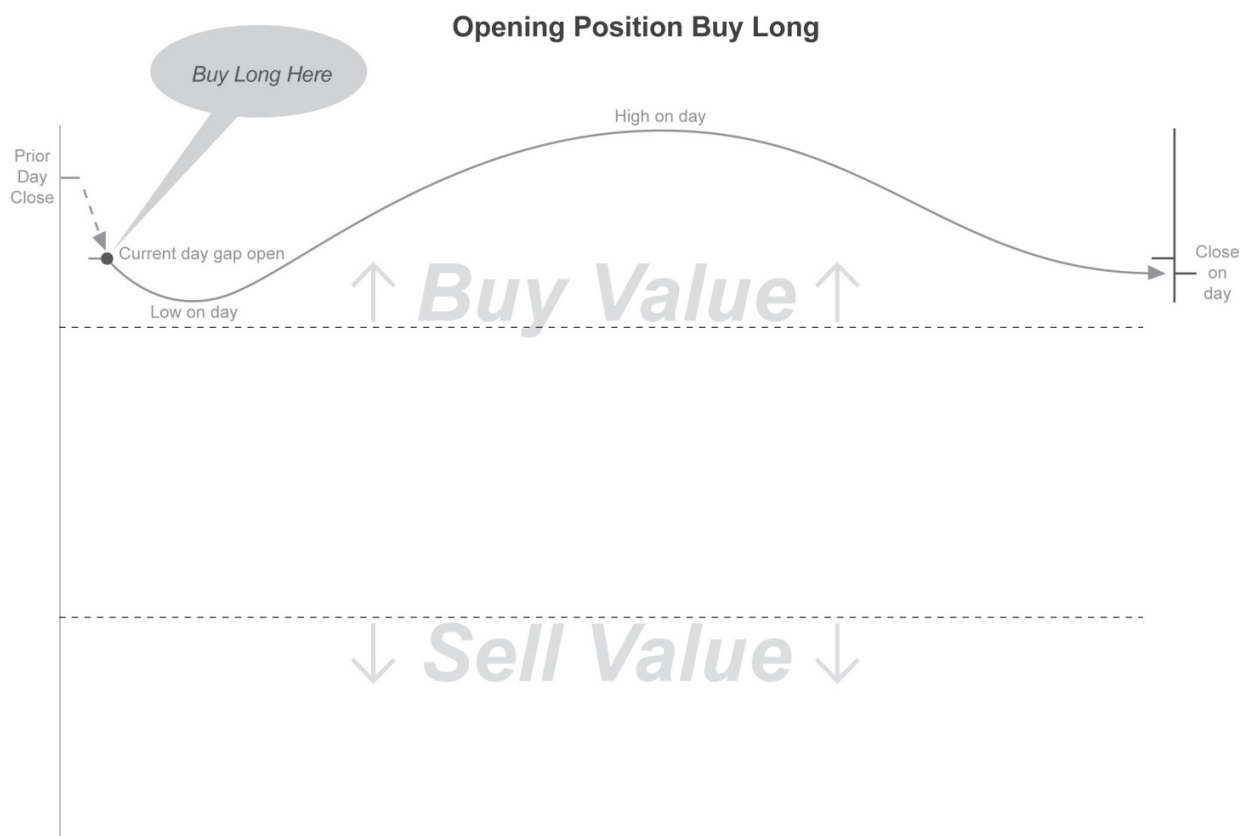 Opening Position Buy Long
Buy Long Here
High on day
Prior
Day
Close
Current day gap open
Low on day
↑ Buy Value ↑
Close
on
day
↓ Sell Value ↓